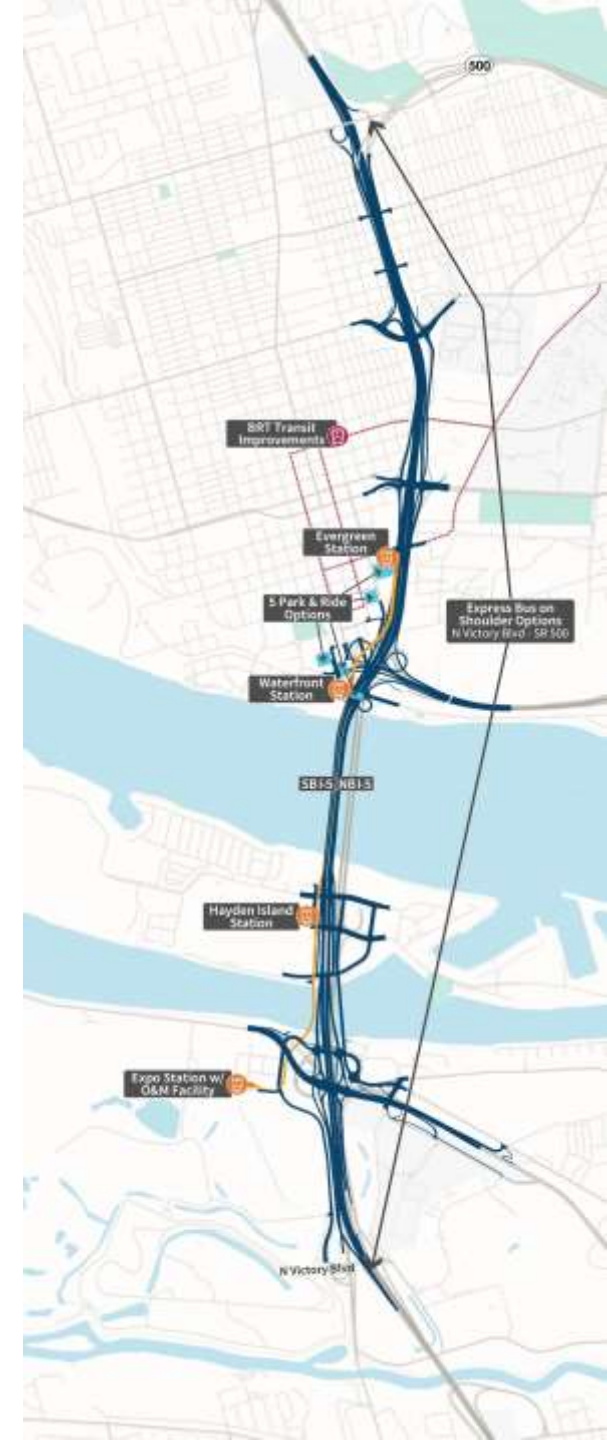 500
BRT Transit
Improvements
Evergreen
Station
5 Park & Ride
Options
Express Bus on
Shoulder Options
N Victory Blvd - SR 500
Waterfront
Station
SB I-5 NB I-5
Hayden Island
Station
Expo Station w/
O&M Facility
N Victory Blvd